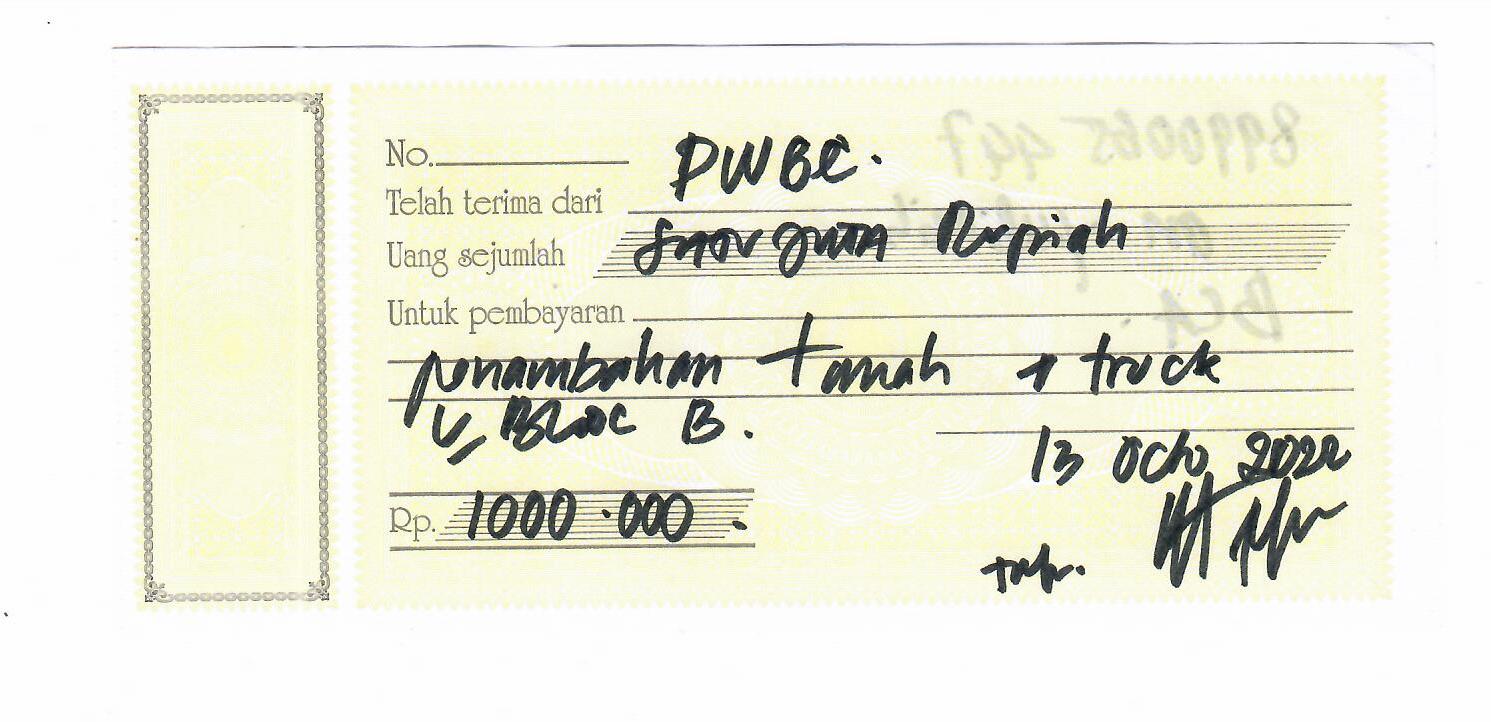 No. PWBC.
Telah terima dari
Uang sejumlah Satu juta Rupiah
Untuk pembayaran
penambahan tanah 1 truck
U/ Block B.
13 Octo 2022
Rp. 1000.000.